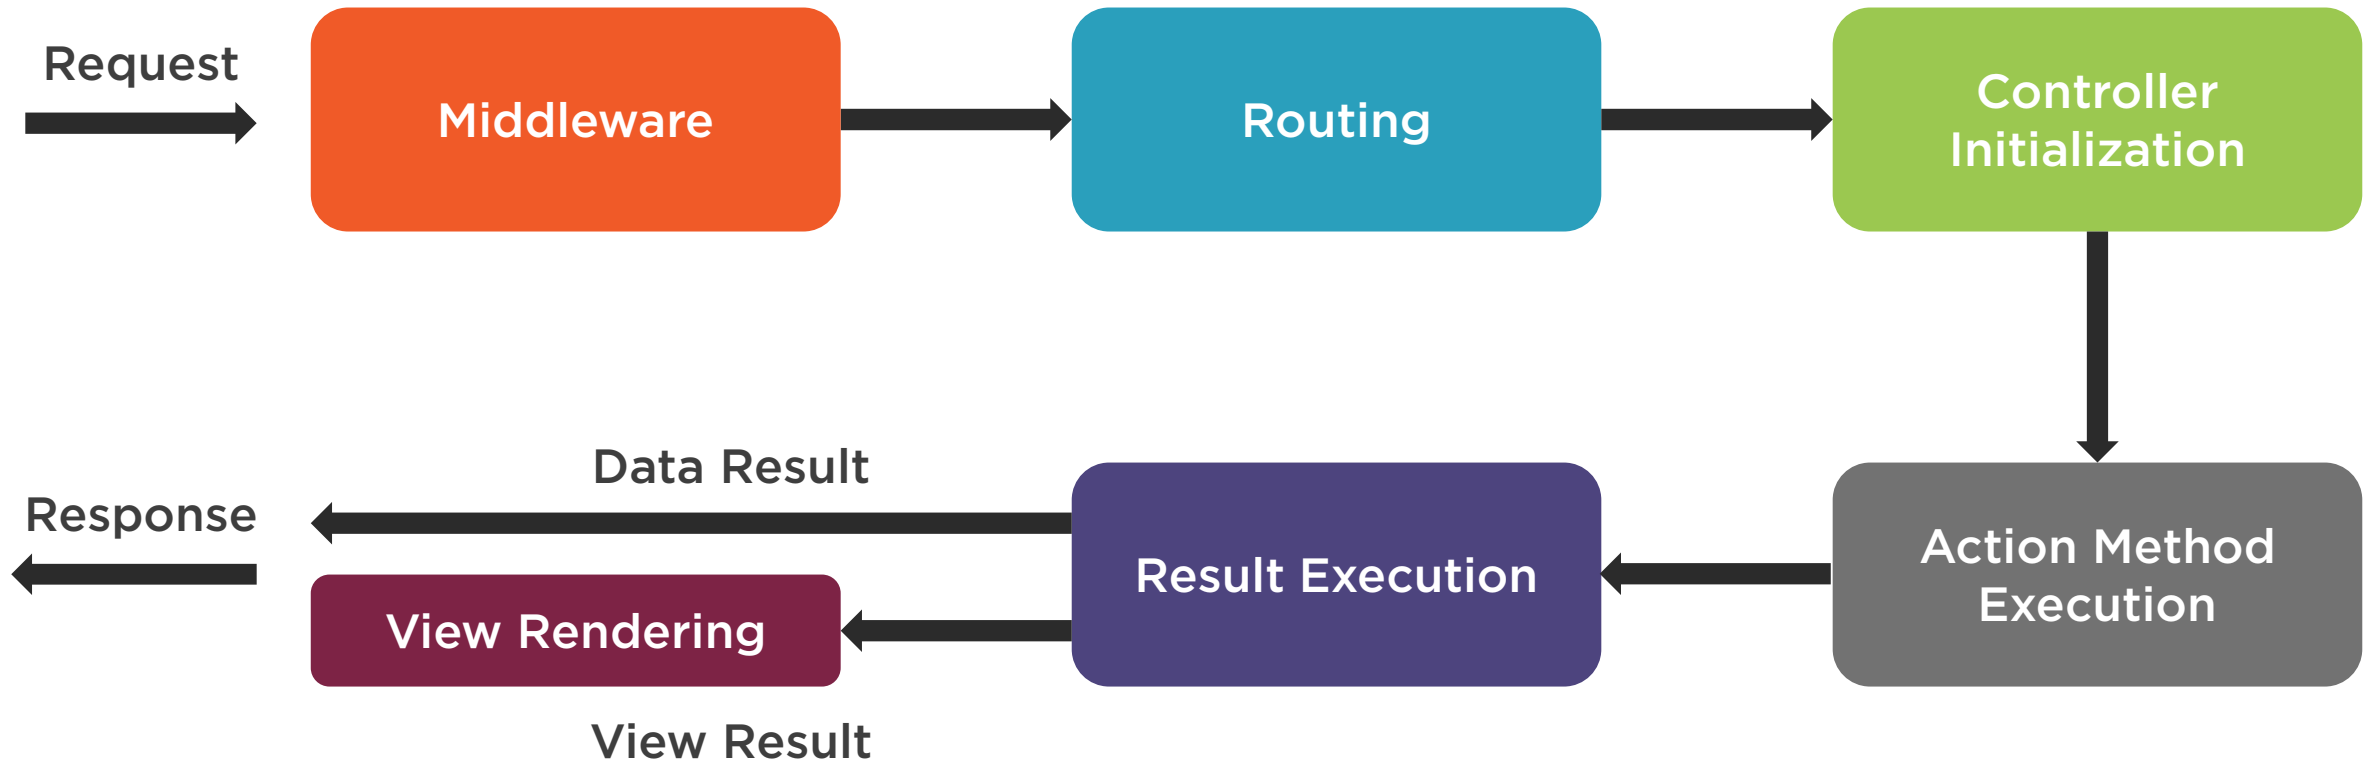 Request
Middleware
Routing
Controller
Initialization
Data Result
Response
View Rendering
Result Execution
Action Method
Execution
View Result